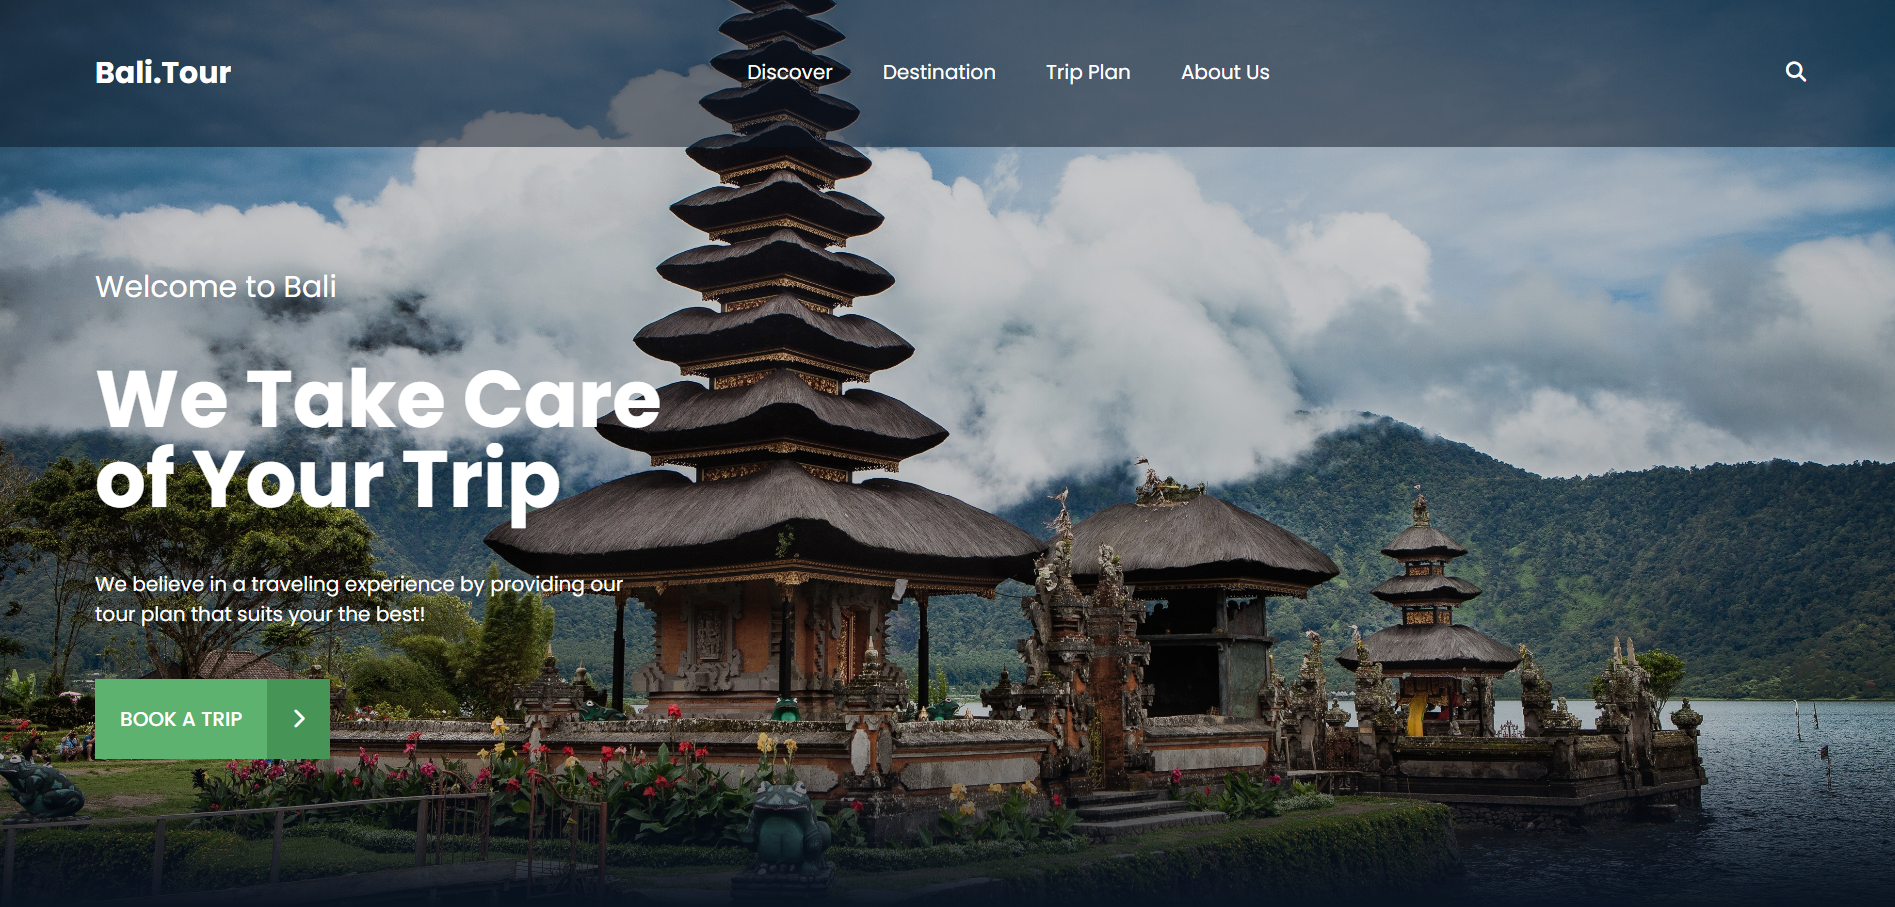 Bali.Tour
Discover
Destination
Trip Plan
About Us
Welcome to Bali
We Take Care
of Your Trip
We believe in a traveling experience by providing our
tour plan that suits your the best!
BOOK A TRIP